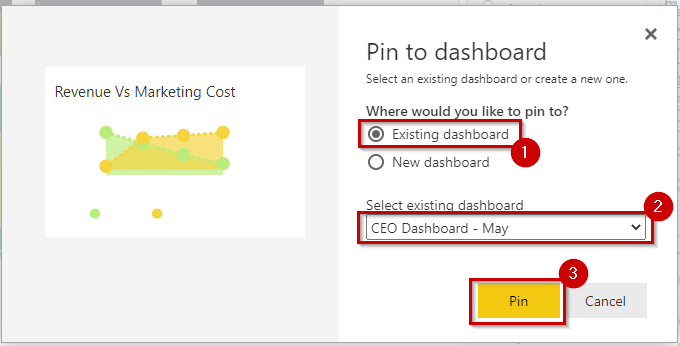 Pin to dashboard
Select an existing dashboard or create a new one.
Revenue Vs Marketing Cost
Where would you like to pin to?
Existing dashboard
1
New dashboard
Select existing dashboard
2
CEO Dashboard - May
3
Pin
Cancel